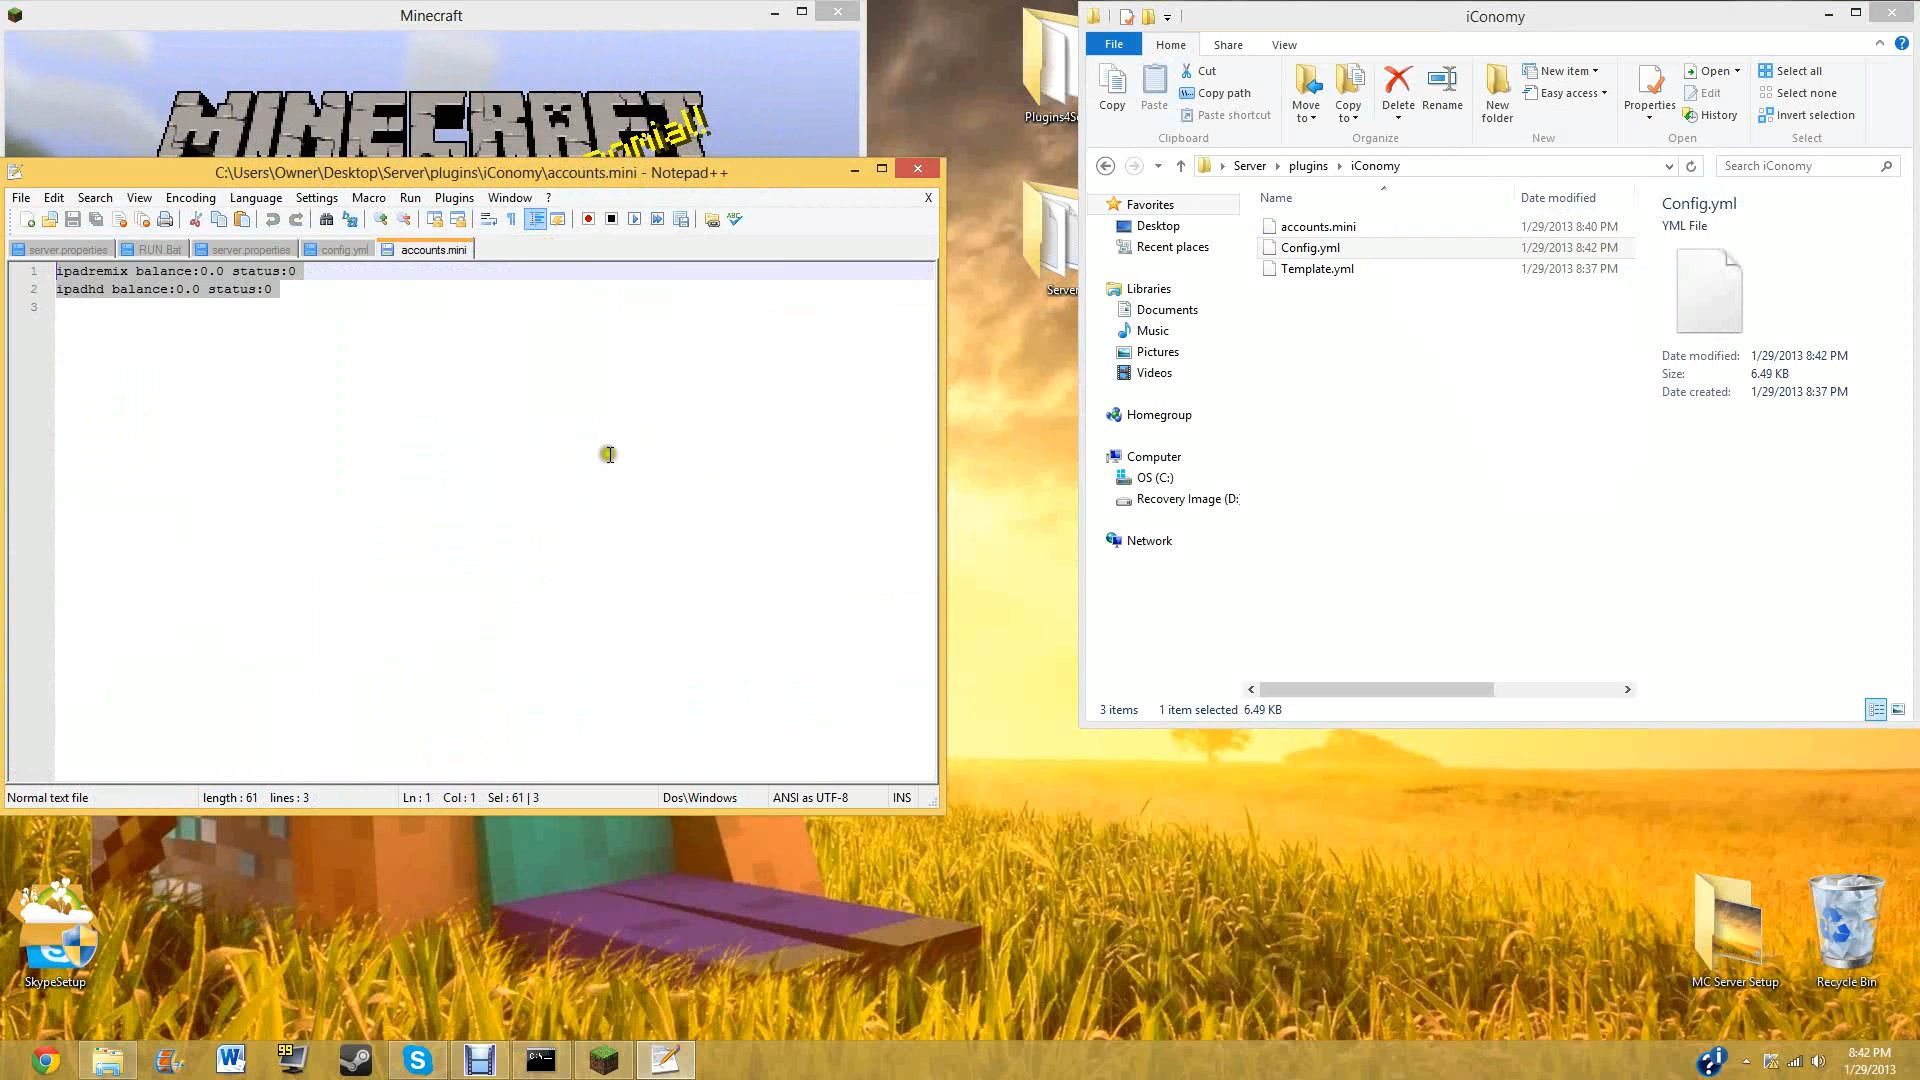 Minecraft
MINECRAFT
C:\Users\Owner\Desktop\Server\plugins\iConomy\accounts.mini - Notepad++
File Edit Search View Encoding Language Settings Macro Run Plugins Window ? X
server.properties RUN Bat server.properties config.yml accounts.mini
1 ipadremix balance:0.0 status:0
2 ipadhd balance:0.0 status:0
3
Normal text file length : 61 lines : 3 Ln : 1 Col : 1 Sel : 61 | 3 Dos\Windows ANSI as UTF-8 INS
iConomy
File Home Share View
Copy
Paste
Cut
Copy path
Paste shortcut
Clipboard
Move to
Copy to
Delete
Rename
Organize
New folder
New item
Easy access
New
Properties
Open
Edit
History
Open
Select all
Select none
Invert selection
Select
Server plugins iConomy
Search iConomy
Favorites
Desktop
Recent places
Libraries
Documents
Music
Pictures
Videos
Homegroup
Computer
OS (C:)
Recovery Image (D:
Network
Name Date modified
accounts.mini 1/29/2013 8:40 PM
Config.yml 1/29/2013 8:42 PM
Template.yml 1/29/2013 8:37 PM
Config.yml
YML File
Date modified: 1/29/2013 8:42 PM
Size: 6.49 KB
Date created: 1/29/2013 8:37 PM
3 items 1 item selected 6.49 KB
Server
SkypeSetup
MC Server Setup
Recycle Bin
99
8:42 PM
1/29/2013